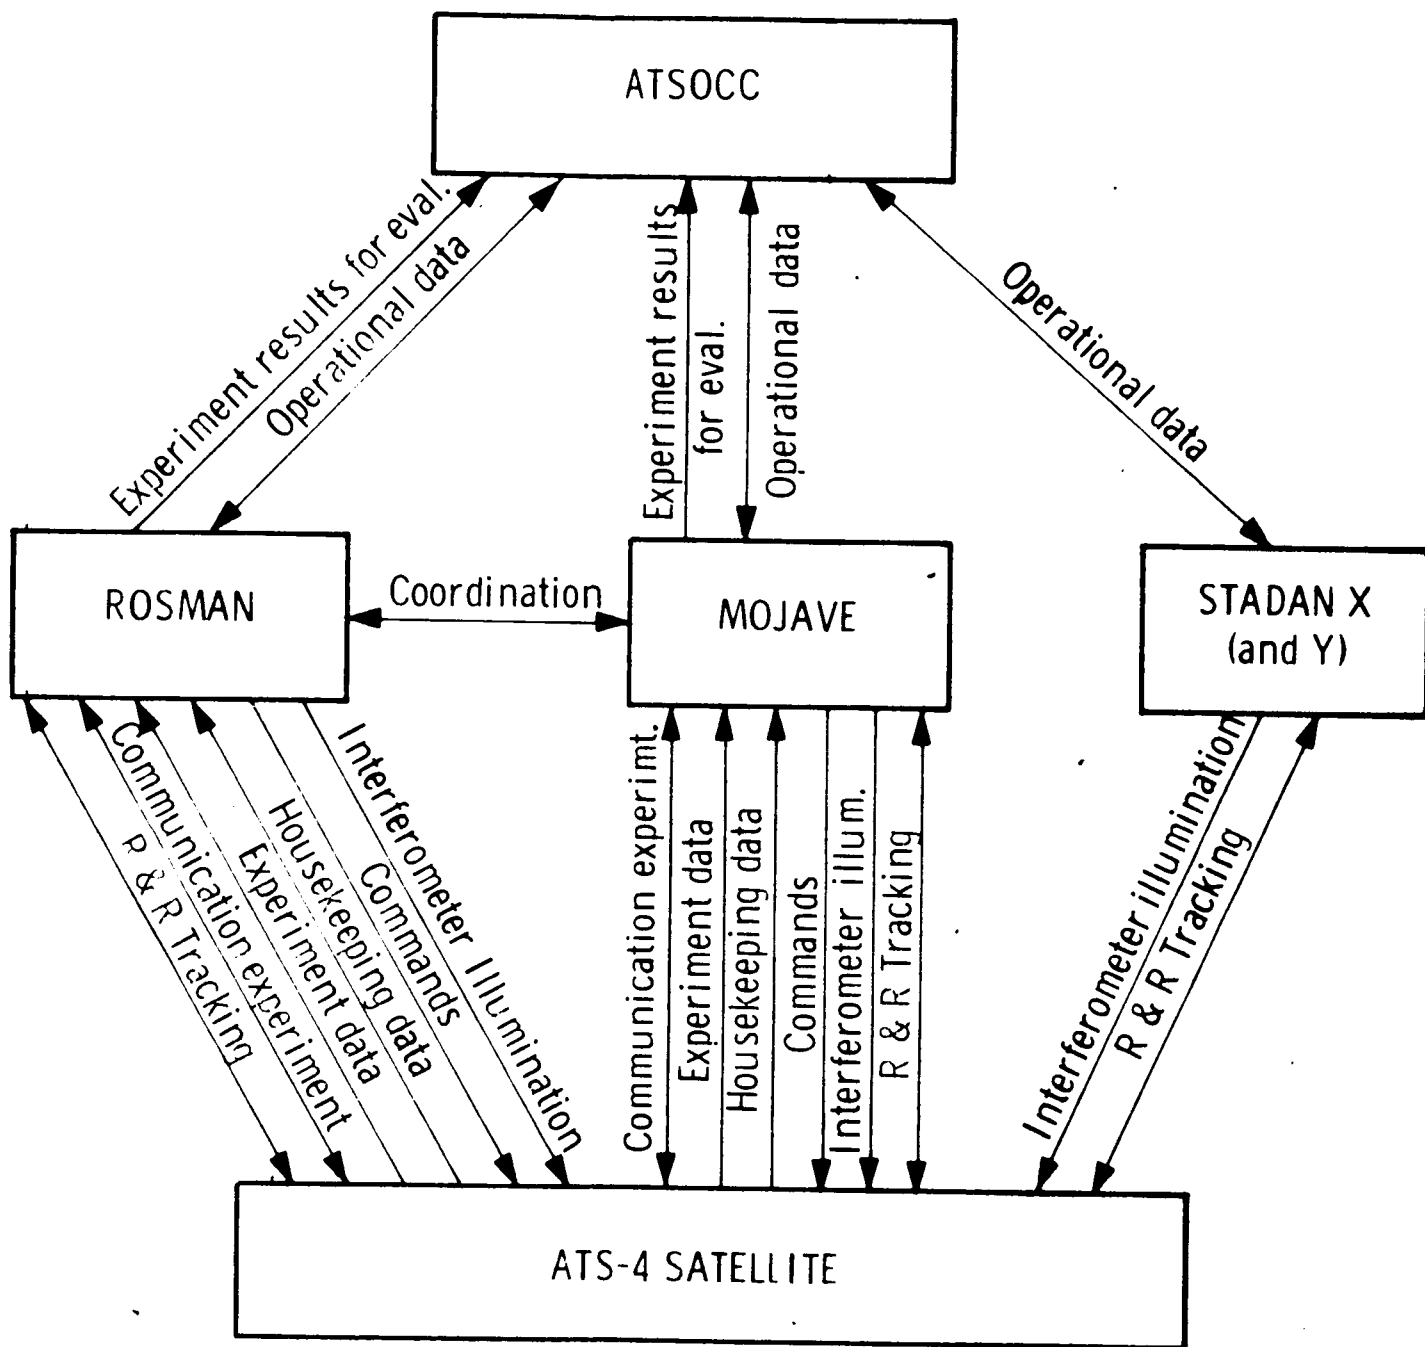 ATSOCC
Experiment results for eval.
Operational data
Experiment results
for eval.
Operational data
Operational data
ROSMAN
Coordination
MOJAVE
STADAN X
(and Y)
R & R Tracking
Communication experiment
Experiment data
Housekeeping data
Commands
Interferometer Illumination
Communication experimt.
Experiment data
Housekeeping data
Commands
Interferometer illum.
R & R Tracking
Interferometer illumination
R & R Tracking
ATS-4 SATELLITE